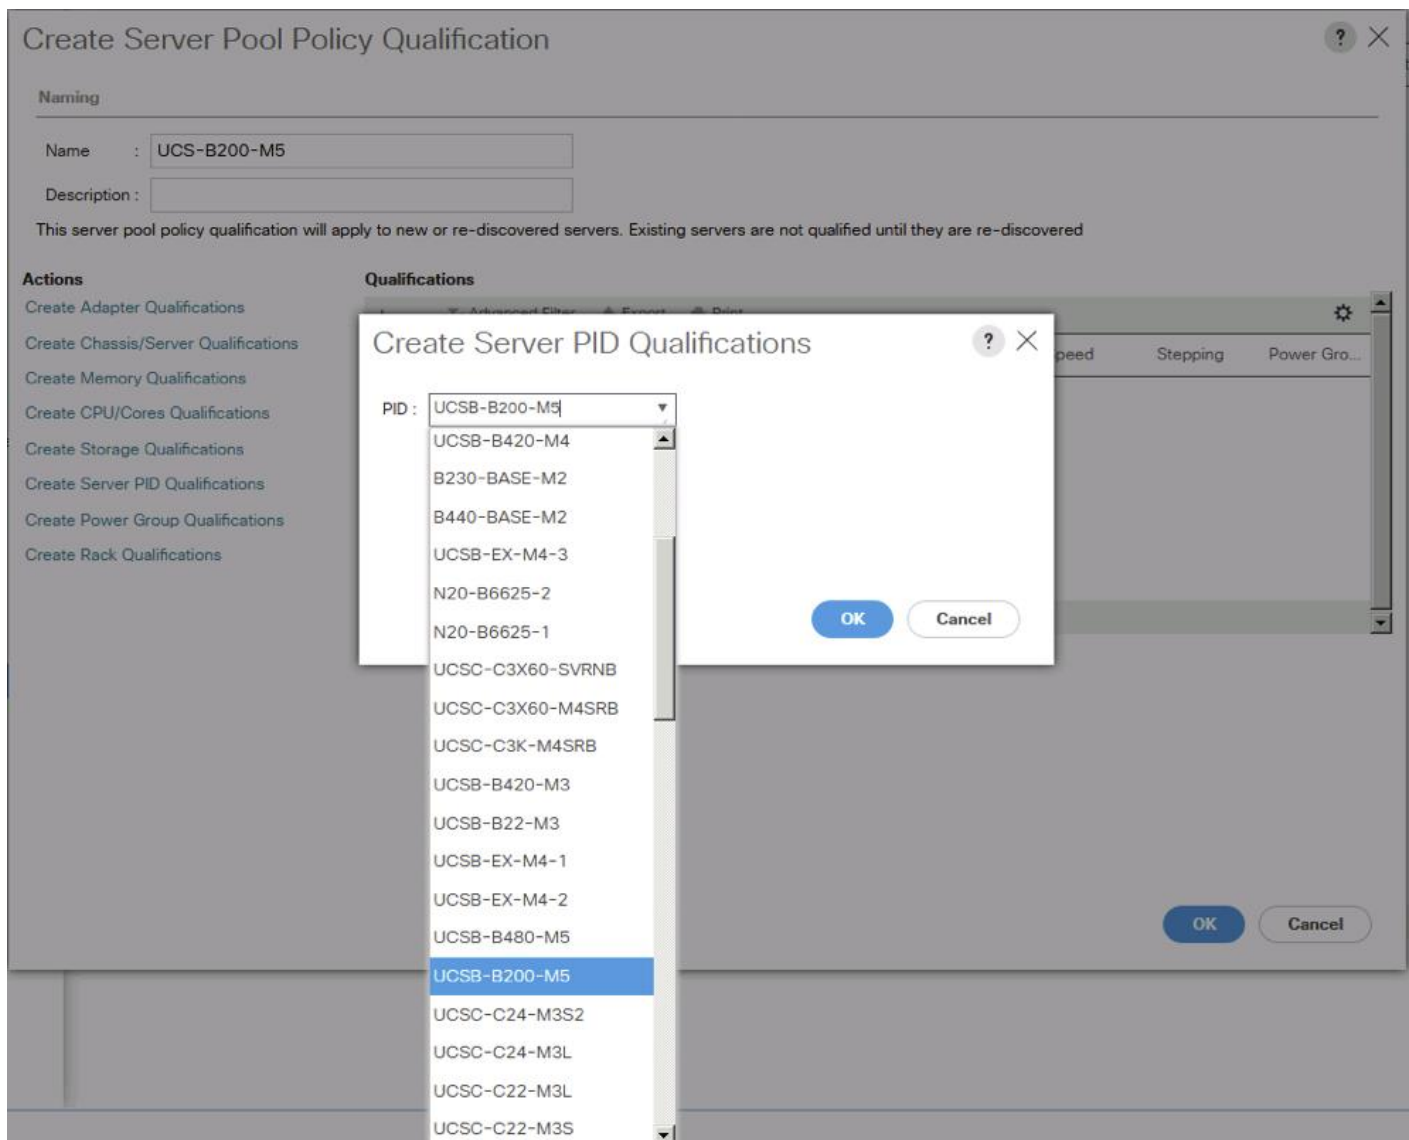 Create Server Pool Policy Qualification
?
Naming
Name : UCS-B200-M5
Description :
This server pool policy qualification will apply to new or re-discovered servers. Existing servers are not qualified until they are re-discovered
Actions
Create Adapter Qualifications
Create Chassis/Server Qualifications
Create Memory Qualifications
Create CPU/Cores Qualifications
Create Storage Qualifications
Create Server PID Qualifications
Create Power Group Qualifications
Create Rack Qualifications
Qualifications
Advanced Filter Export Print
Stepping Power Gro...
Create Server PID Qualifications
?
PID : UCSB-B200-M5
UCSB-B420-M4
B230-BASE-M2
B440-BASE-M2
UCSB-EX-M4-3
N20-B6625-2
N20-B6625-1
UCSC-C3X60-SVRNB
UCSC-C3X60-M4SRB
UCSC-C3K-M4SRB
UCSB-B420-M3
UCSB-B22-M3
UCSB-EX-M4-1
UCSB-EX-M4-2
UCSB-B480-M5
UCSB-B200-M5
UCSC-C24-M3S2
UCSC-C24-M3L
UCSC-C22-M3L
UCSC-C22-M3S
OK Cancel
OK Cancel